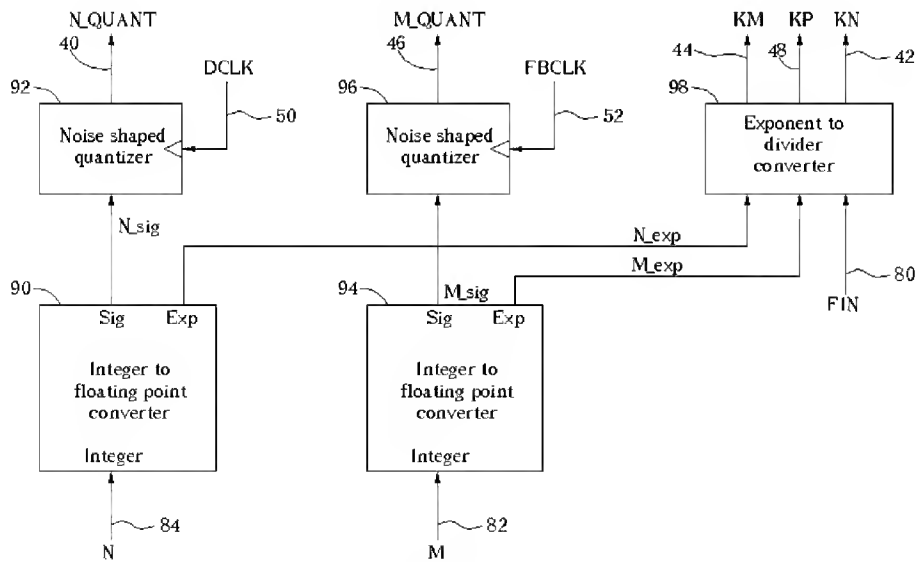 N_QUANT
M_QUANT
KM KP KN
40
46
44
48
42
92
DCLK
96
FBCLK
98
50
52
Noise shaped
quantizer
Noise shaped
quantizer
Exponent to
divider
converter
N_sig
N_exp
M_exp
90
94
M_sig
80
FIN
Sig Exp
Sig Exp
Integer to
floating point
converter
Integer to
floating point
converter
Integer
Integer
84
82
N
M